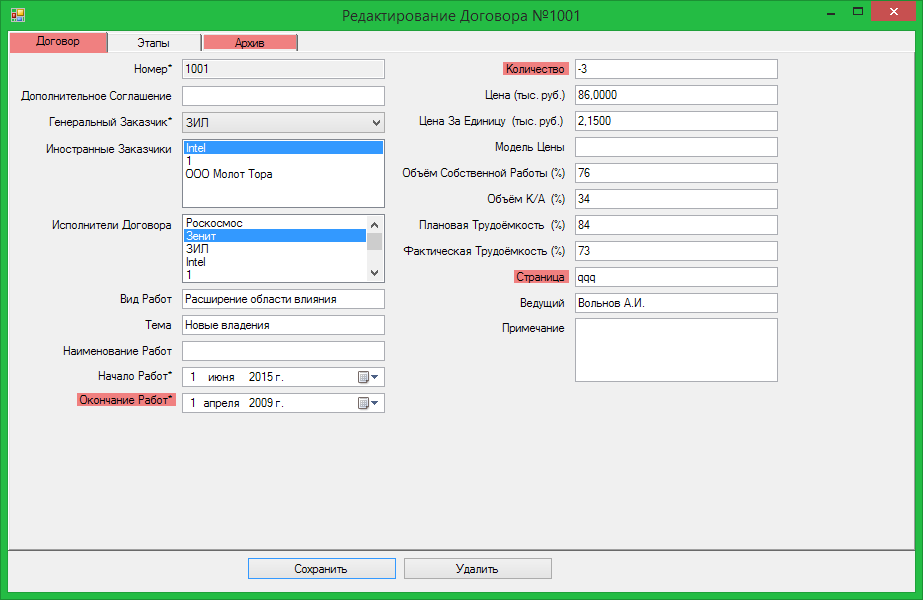 Редактирование Договора №1001
Договор
Этапы
Архив
Номер*
1001
Дополнительное Соглашение
Генеральный Заказчик*
ЗИЛ
Иностранные Заказчики
Intel
1
ООО Молот Тора
Исполнители Договора
Роскосмос
Зенит
ЗИЛ
Intel
1
Вид Работ
Расширение области влияния
Тема
Новые владения
Наименование Работ
Начало Работ*
1 июня 2015 г.
Окончание Работ*
1 апреля 2009 г.
Количество
-3
Цена (тыс. руб.)
86,0000
Цена За Единицу (тыс. руб.)
2,1500
Модель Цены
Объём Собственной Работы (%)
76
Объём К/А (%)
34
Плановая Трудоёмкость (%)
84
Фактическая Трудоёмкость (%)
73
Страница
qqq
Ведущий
Вольнов А.И.
Примечание
Сохранить
Удалить